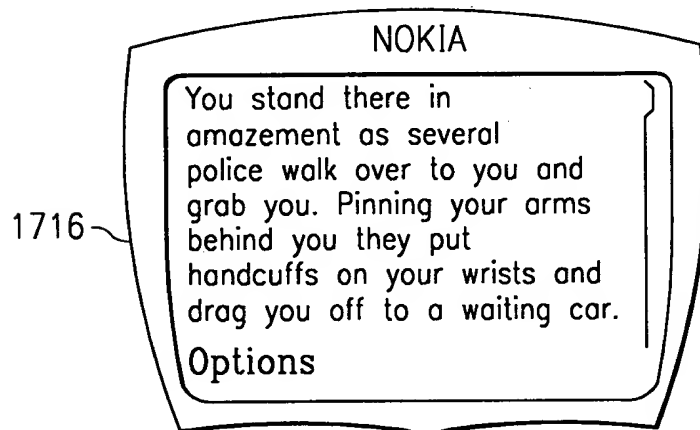 NOKIA
You stand there in
amazement as several
police walk over to you and
grab you. Pinning your arms
1716
behind you they put
handcuffs on your wrists and
drag you off to a waiting car.
Options